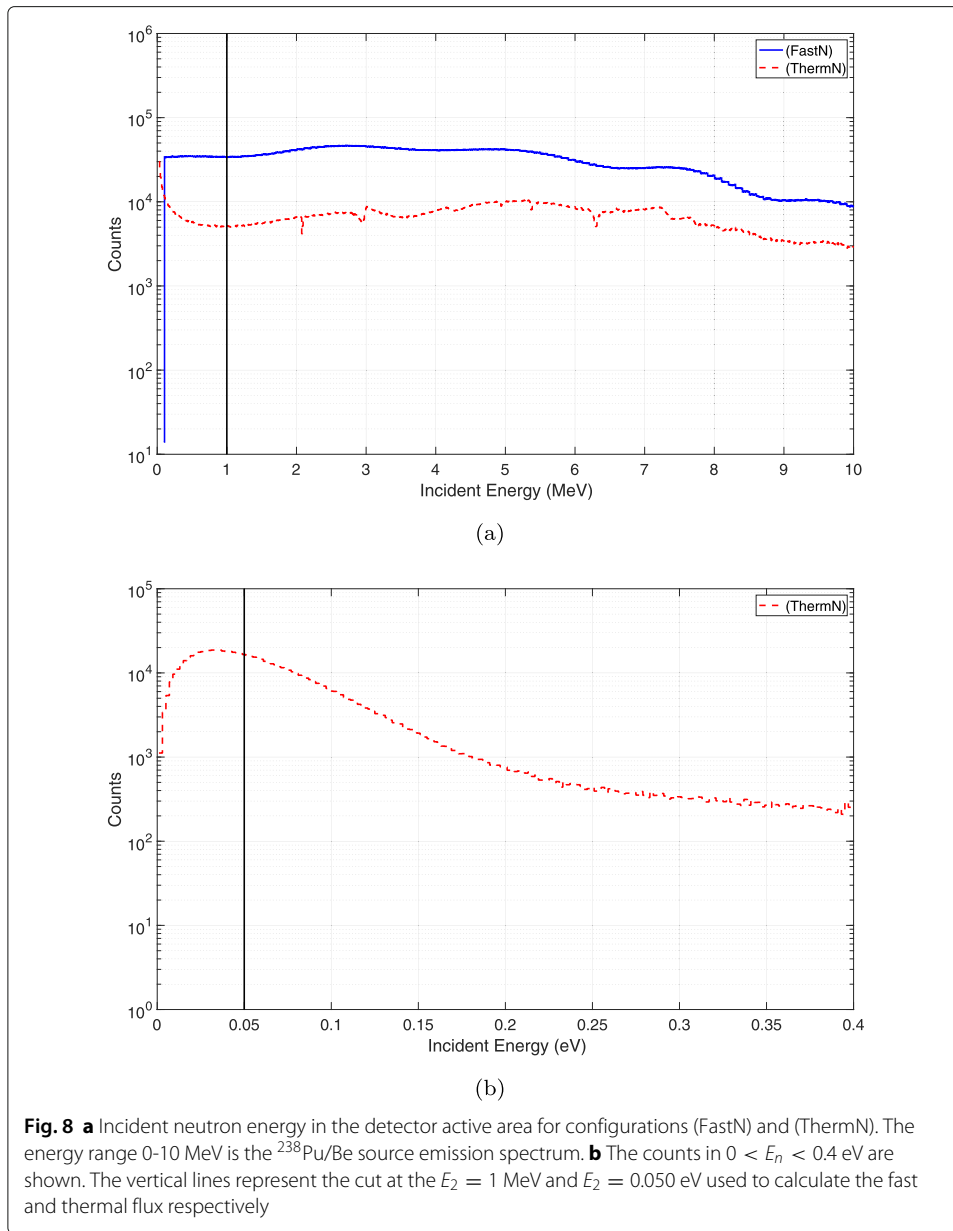 10^6
10^5
10^4
10^3
10^2
10^1
Counts
(FastN)
(ThermN)
0 1 2 3 4 5 6 7 8 9 10
Incident Energy (MeV)
(a)
10^5
10^4
10^3
10^2
10^1
10^0
Counts
(ThermN)
0 0.05 0.1 0.15 0.2 0.25 0.3 0.35 0.4
Incident Energy (eV)
(b)
Fig. 8 a Incident neutron energy in the detector active area for configurations (FastN) and (ThermN). The
energy range 0-10 MeV is the ²³⁸Pu/Be source emission spectrum. b The counts in 0 < Eₙ < 0.4 eV are
shown. The vertical lines represent the cut at the E₂ = 1 MeV and E₂ = 0.050 eV used to calculate the fast
and thermal flux respectively